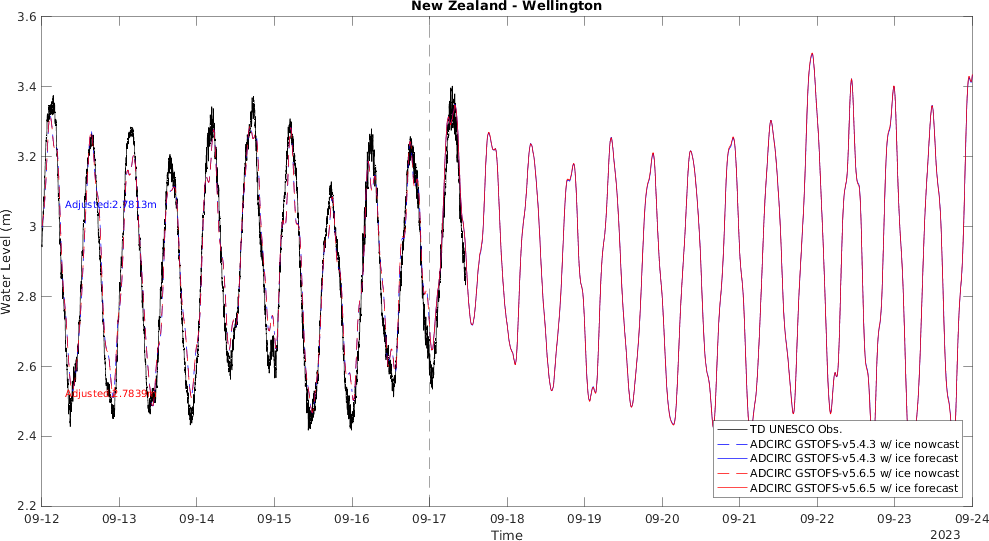 New Zealand - Wellington
3.6
3.4
3.2
3
2.8
2.6
2.4
2.2
Water Level (m)
Adjusted:2.7813m
Adjusted:2.7839m
TD UNESCO Obs.
ADCIRC GSTOFS-v5.4.3 w/ ice nowcast
ADCIRC GSTOFS-v5.4.3 w/ ice forecast
ADCIRC GSTOFS-v5.6.5 w/ ice nowcast
ADCIRC GSTOFS-v5.6.5 w/ ice forecast
09-12 09-13 09-14 09-15 09-16 09-17 09-18 09-19 09-20 09-21 09-22 09-23 09-24
Time
2023